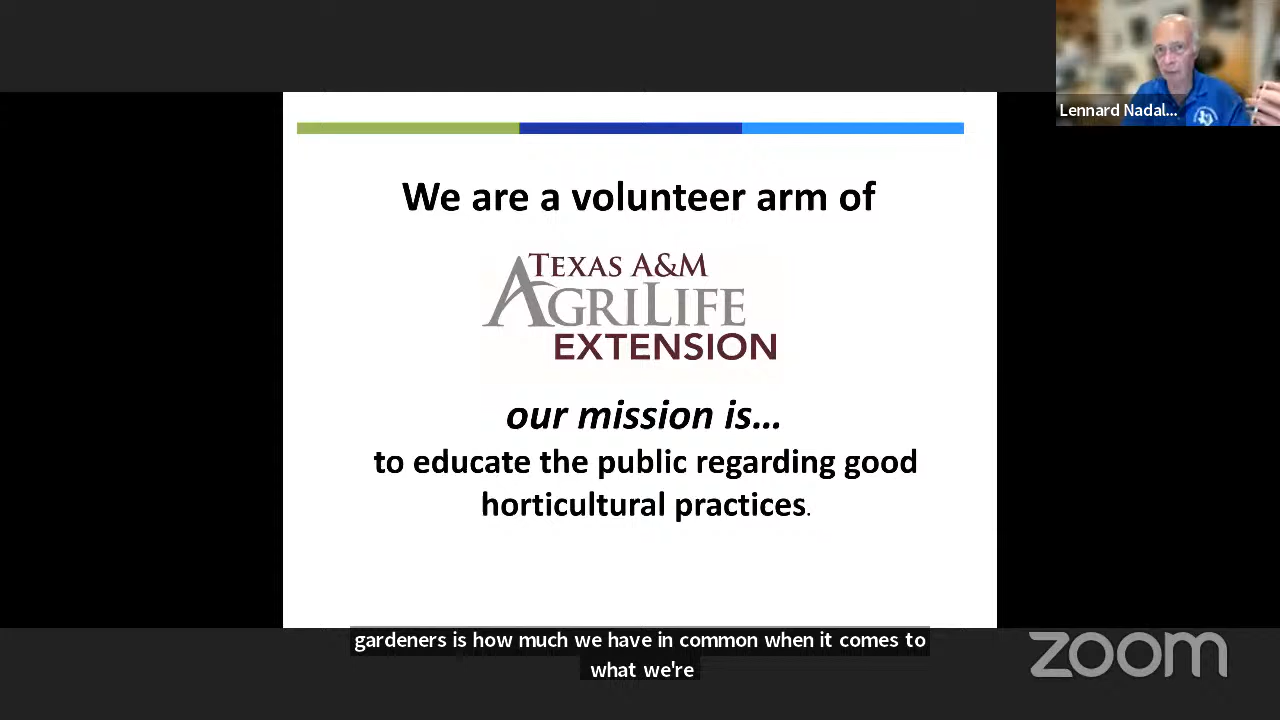 Lennard Nadal...
We are a volunteer arm of
TEXAS A&M
AGRILIFE
EXTENSION
our mission is...
to educate the public regarding good
horticultural practices.
gardeners is how much we have in common when it comes to
what we're
zoom